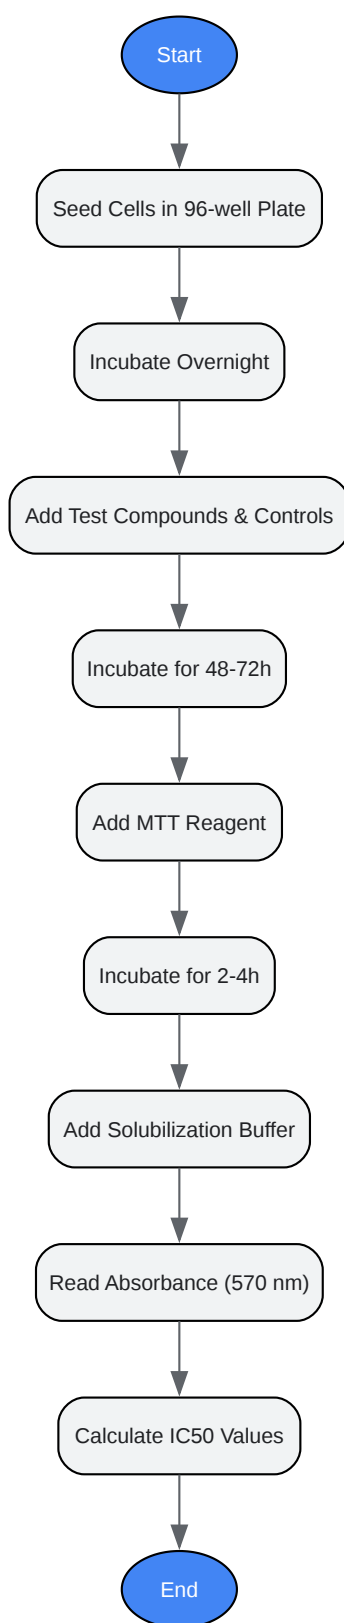 Start
Seed Cells in 96-well Plate
Incubate Overnight
Add Test Compounds & Controls
Incubate for 48-72h
Add MTT Reagent
Incubate for 2-4h
Add Solubilization Buffer
Read Absorbance (570 nm)
Calculate IC50 Values
End